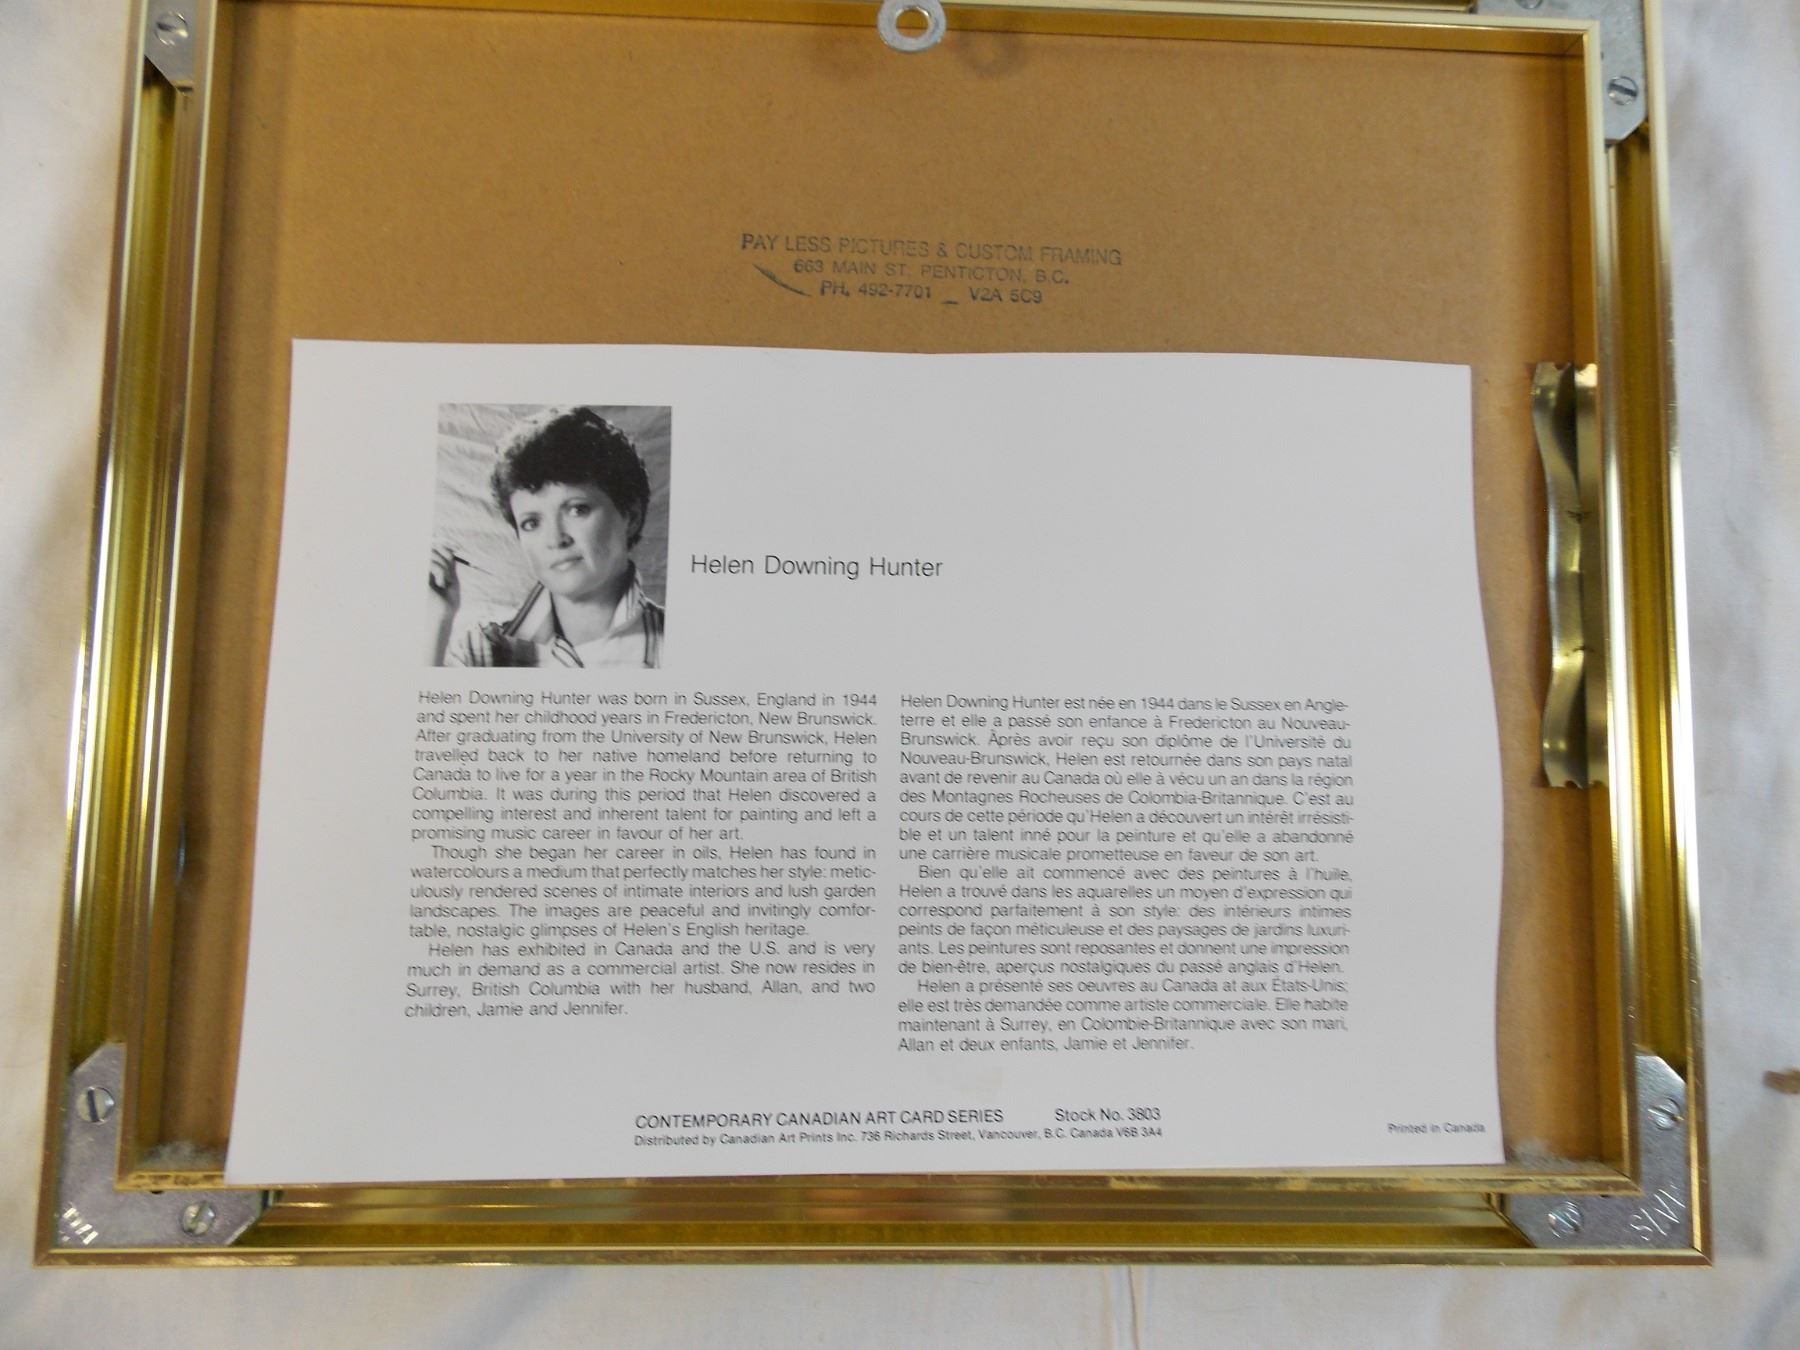 PAY LESS PICTURES & CUSTOM FRAMING
663 MAIN ST. PENTICTON, B.C.
PH. 492-7701 _ V2A 5C9
Helen Downing Hunter
Helen Downing Hunter was born in Sussex, England in 1944
and spent her childhood years in Fredericton, New Brunswick.
After graduating from the University of New Brunswick, Helen
travelled back to her native homeland before returning to
Canada to live for a year in the Rocky Mountain area of British
Columbia. It was during this period that Helen discovered a
compelling interest and inherent talent for painting and left a
promising music career in favour of her art.
Though she began her career in oils, Helen has found in
watercolours a medium that perfectly matches her style: metic-
ulously rendered scenes of intimate interiors and lush garden
landscapes. The images are peaceful and invitingly comfor-
table, nostalgic glimpses of Helen's English heritage.
Helen has exhibited in Canada and the U.S. and is very
much in demand as a commercial artist. She now resides in
Surrey, British Columbia with her husband, Allan, and two
children, Jamie and Jennifer.
Helen Downing Hunter est née en 1944 dans le Sussex en Angle-
terre et elle a passé son enfance à Fredericton au Nouveau-
Brunswick. Àprès avoir reçu son diplôme de l'Université du
Nouveau-Brunswick, Helen est retournée dans son pays natal
avant de revenir au Canada où elle à vécu un an dans la région
des Montagnes Rocheuses de Colombia-Britannique. C'est au
cours de cette période qu'Helen a découvert un intérêt irrésisti-
ble et un talent inné pour la peinture et qu'elle a abandonné
une carrière musicale prometteuse en faveur de son art.
Bien qu'elle ait commencé avec des peintures à l'huile,
Helen a trouvé dans les aquarelles un moyen d'expression qui
correspond parfaitement à son style: des intérieurs intimes
peints de façon méticuleuse et des paysages de jardins luxuri-
ants. Les peintures sont reposantes et donnent une impression
de bien-être, aperçus nostalgiques du passé anglais d'Helen.
Helen a présenté ses oeuvres au Canada at aux États-Unis;
elle est très demandée comme artiste commerciale. Elle habite
maintenant à Surrey, en Colombie-Britannique avec son mari,
Allan et deux enfants, Jamie et Jennifer.
CONTEMPORARY CANADIAN ART CARD SERIES Stock No. 3803
Distributed by Canadian Art Prints Inc. 736 Richards Street, Vancouver, B.C. Canada V6B 3A4
Printed in Canada